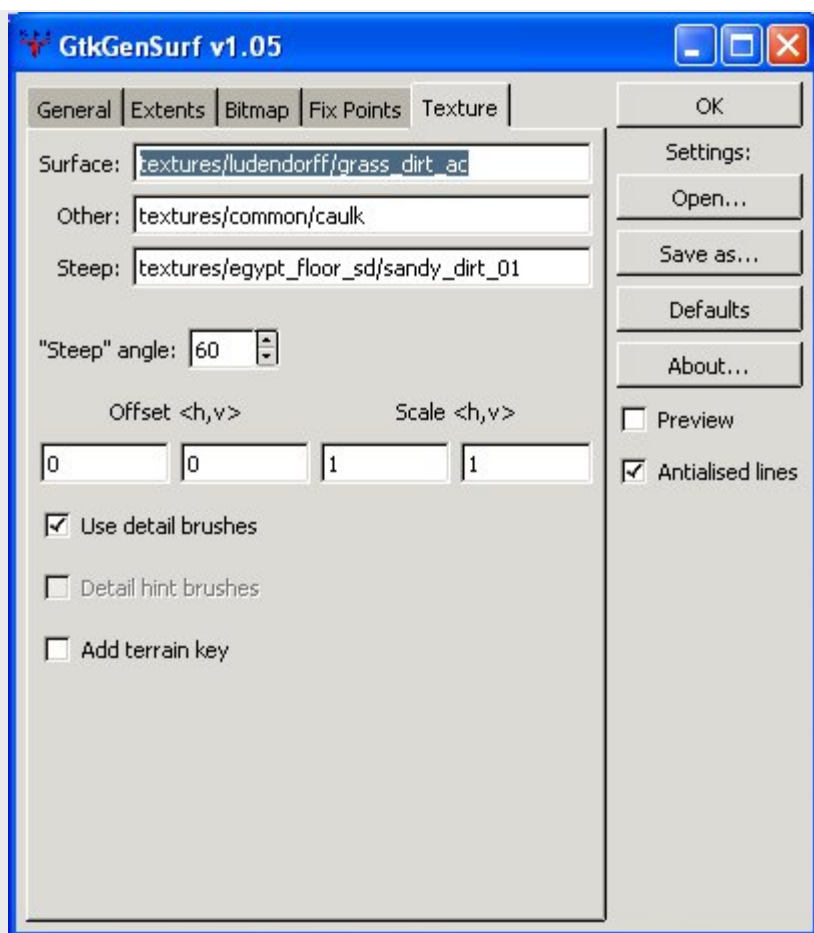 GtkGenSurf v1.05
General Extents Bitmap Fix Points Texture
OK
Surface: textures/ludendorff/grass_dirt_ac
Settings:
Other: textures/common/caulk
Open...
Steep: textures/egypt_floor_sd/sandy_dirt_01
Save as...
Defaults
"Steep" angle: 60
About...
Offset <h,v> Scale <h,v>
Preview
0 0 1 1
Antialised lines
Use detail brushes
Detail hint brushes
Add terrain key